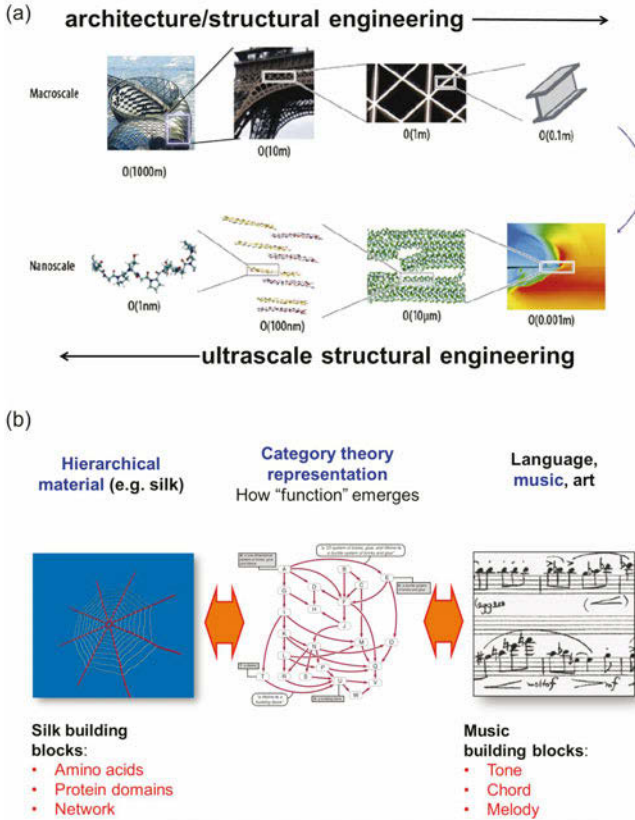 (a)
architecture/structural engineering
Macroscale
O(1000m)
O(10m)
O(1m)
O(0.1m)
Nanoscale
O(1nm)
O(100nm)
O(10µm)
O(0.001m)
ultrascale structural engineering
(b)
Hierarchical
material (e.g. silk)
Category theory
representation
How "function" emerges
Language,
music, art
Silk building
blocks:
• Amino acids
• Protein domains
• Network
Music
building blocks:
• Tone
• Chord
• Melody